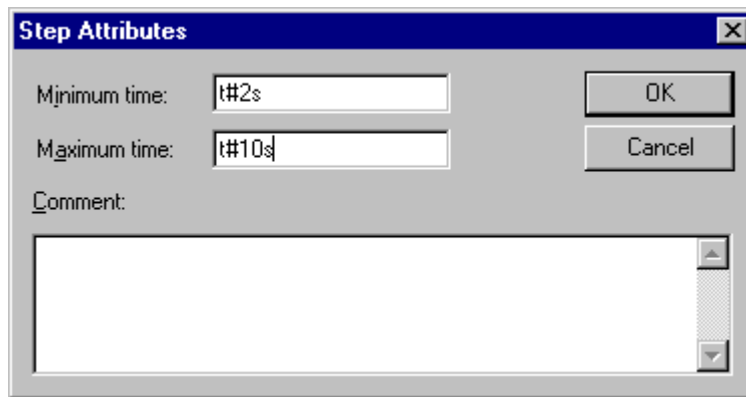 Step Attributes
Minimum time: t#2s OK
Maximum time: t#10s Cancel
Comment: